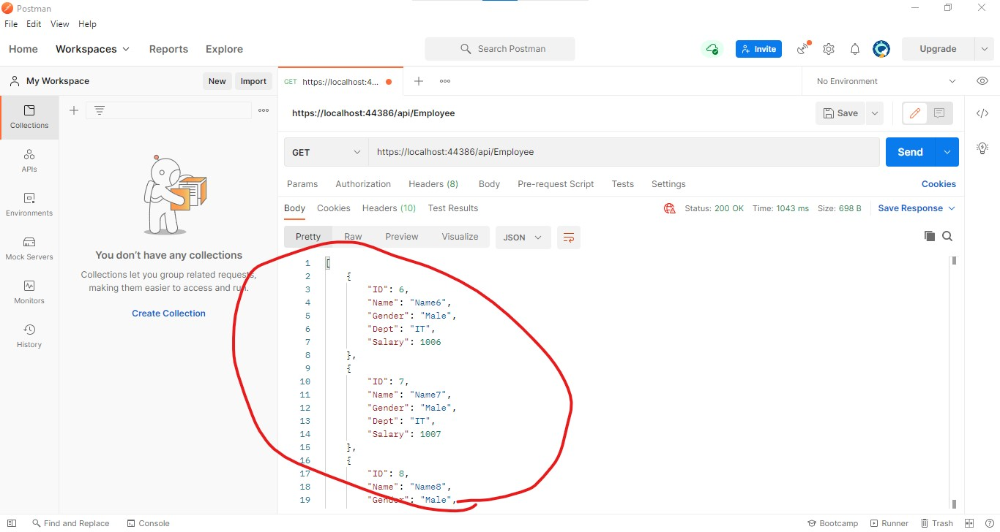 Postman
File Edit View Help
Home Workspaces Reports Explore Search Postman Invite Upgrade
My Workspace New Import GET https://localhost:4... No Environment
Collections
APIs
Environments
Mock Servers
Monitors
History
You don't have any collections
Collections let you group related requests,
making them easier to access and run.
Create Collection
https://localhost:44386/api/Employee Save
GET https://localhost:44386/api/Employee Send
Params Authorization Headers (8) Body Pre-request Script Tests Settings Cookies
Body Cookies Headers (10) Test Results Status: 200 OK Time: 1043 ms Size: 698 B Save Response
Pretty Raw Preview Visualize JSON
1 [
2 {
3 "ID": 6,
4 "Name": "Name6",
5 "Gender": "Male",
6 "Dept": "IT",
7 "Salary": 1006
8 },
9 {
10 "ID": 7,
11 "Name": "Name7",
12 "Gender": "Male",
13 "Dept": "IT",
14 "Salary": 1007
15 },
16 {
17 "ID": 8,
18 "Name": "Name8",
19 "Gender": "Male",
Find and Replace Console Bootcamp Runner Trash